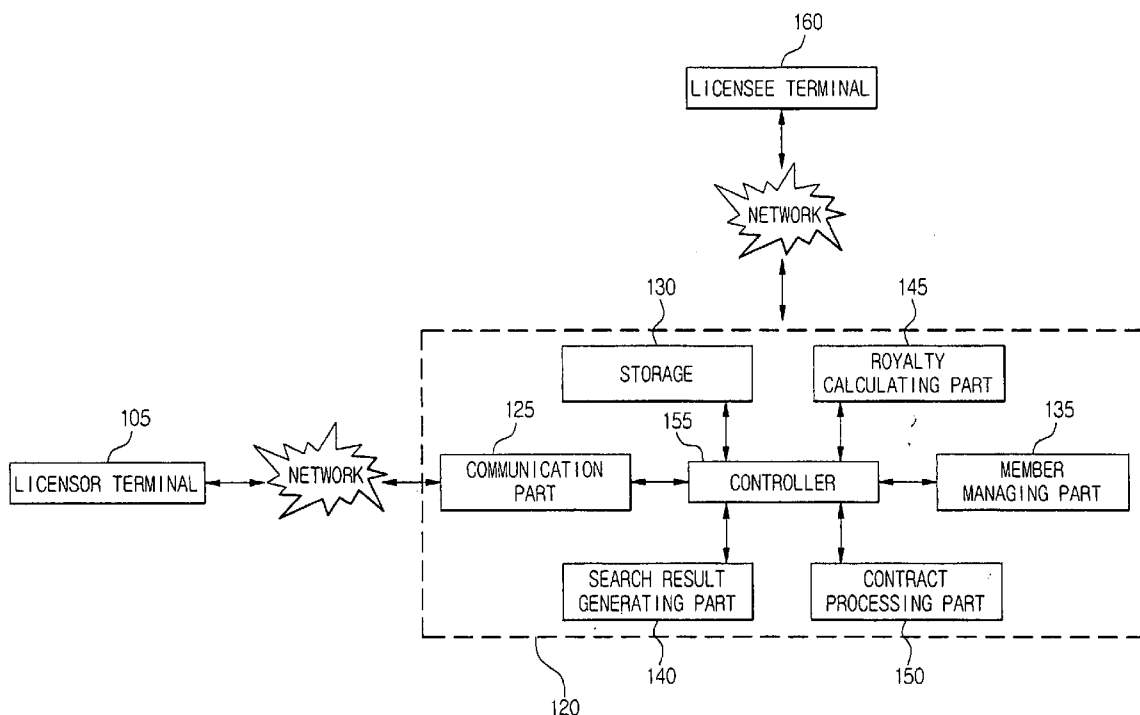 160
LICENSEE TERMINAL
NETWORK
130
145
STORAGE
ROYALTY
CALCULATING PART
105
125
155
135
LICENSOR TERMINAL
NETWORK
COMMUNICATION
PART
CONTROLLER
MEMBER
MANAGING PART
SEARCH RESULT
GENERATING PART
CONTRACT
PROCESSING PART
120
140
150